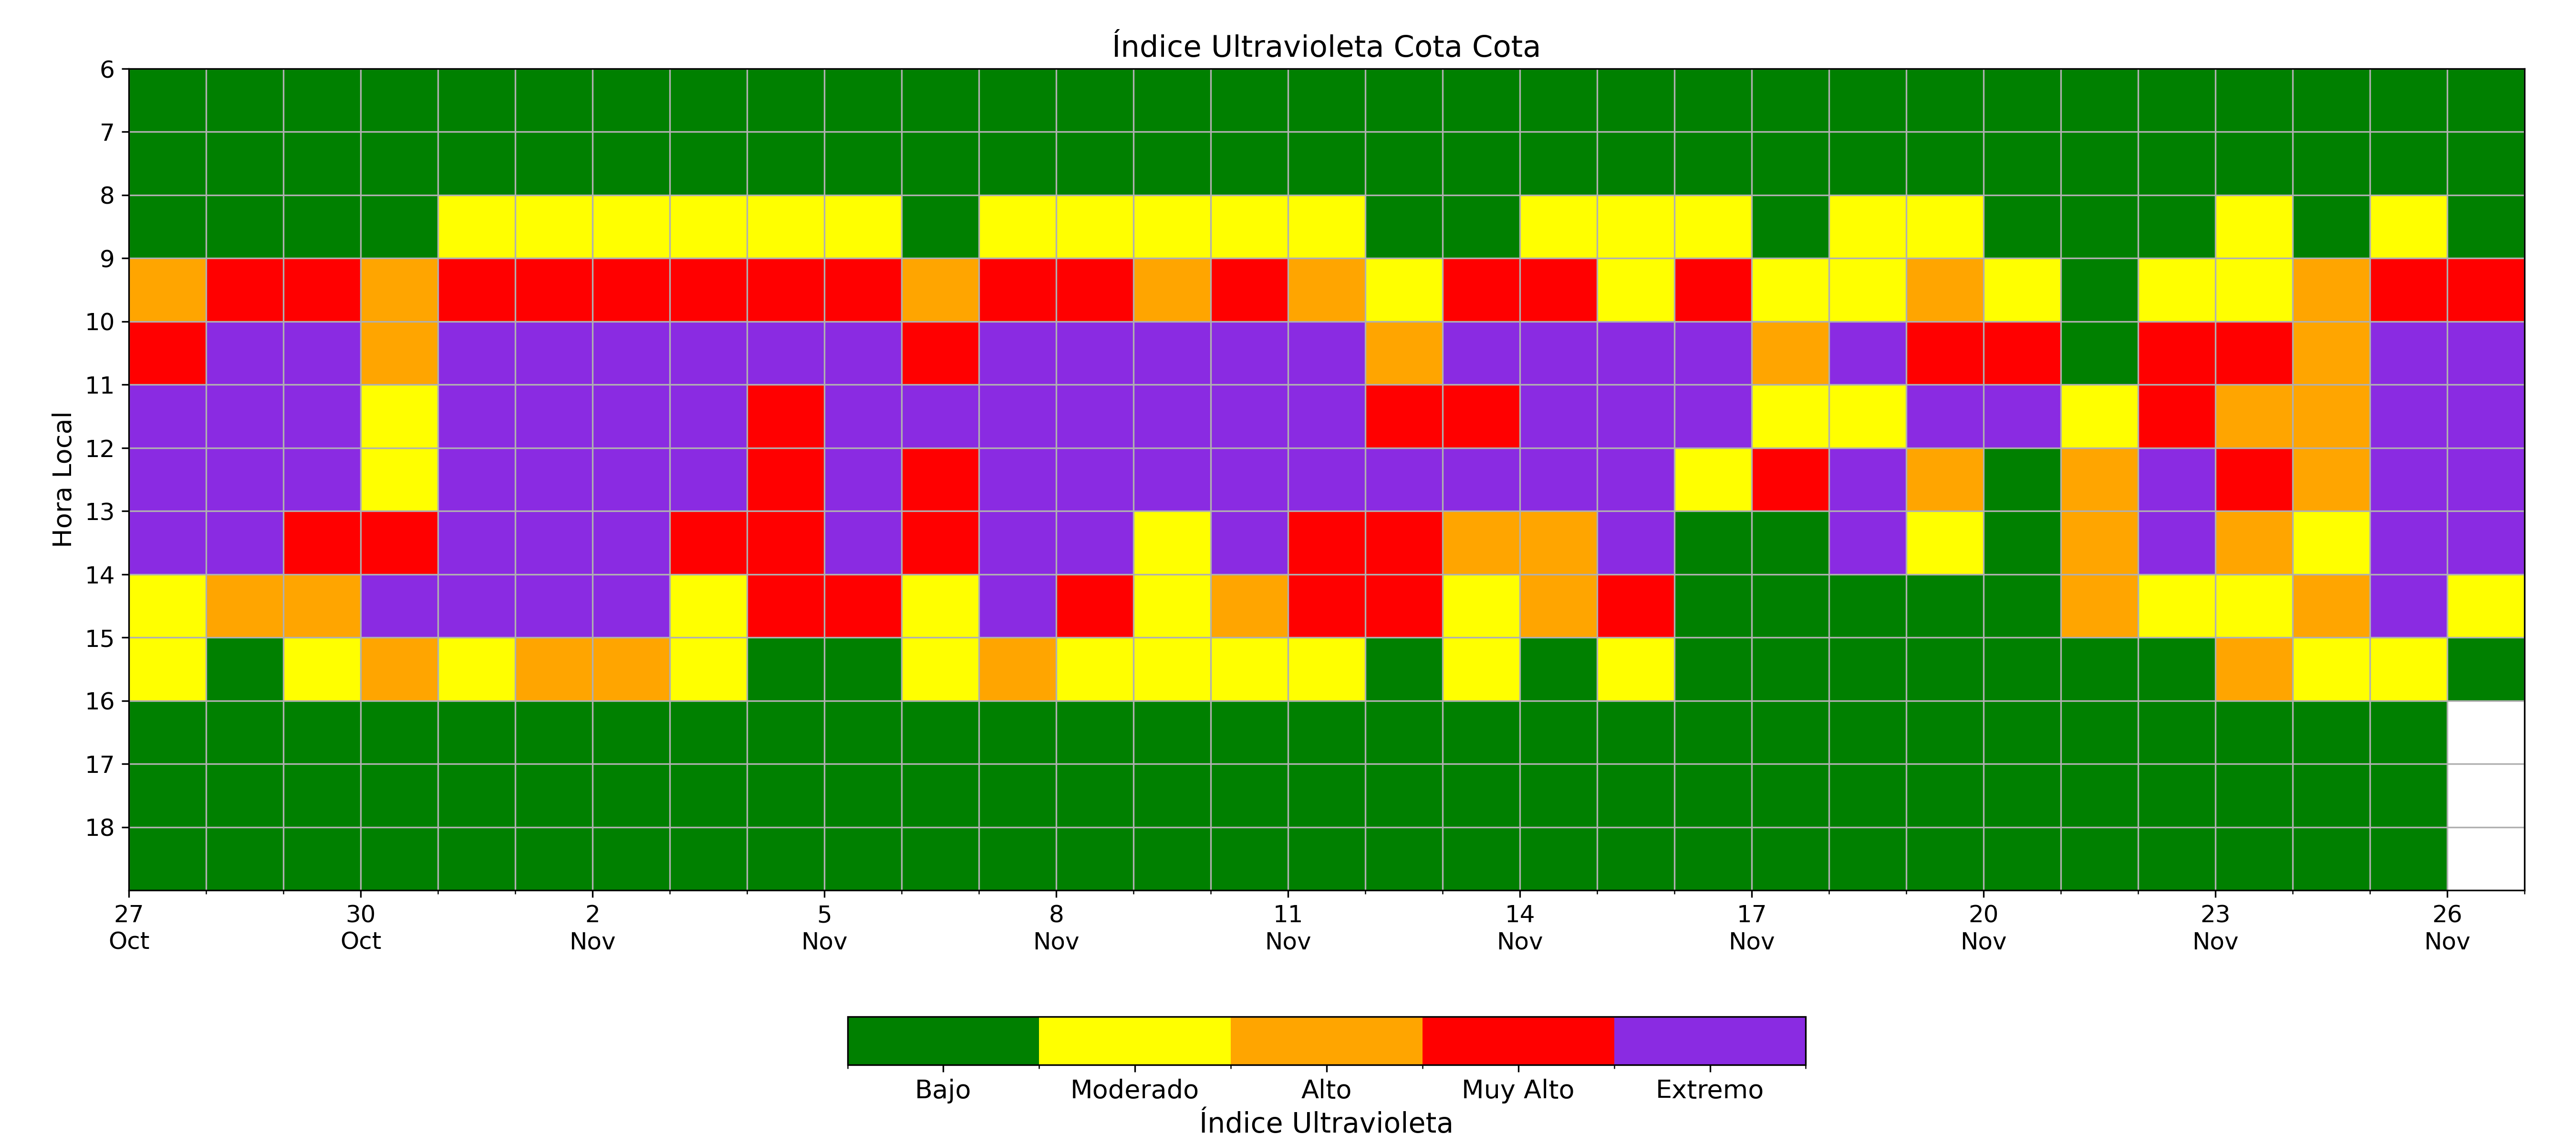 Índice Ultravioleta Cota Cota
Hora Local
6
7
8
9
10
11
12
13
14
15
16
17
18
27 30 2 5 8 11 14 17 20 23 26
Oct Oct Nov Nov Nov Nov Nov Nov Nov Nov Nov
Bajo Moderado Alto Muy Alto Extremo
Índice Ultravioleta